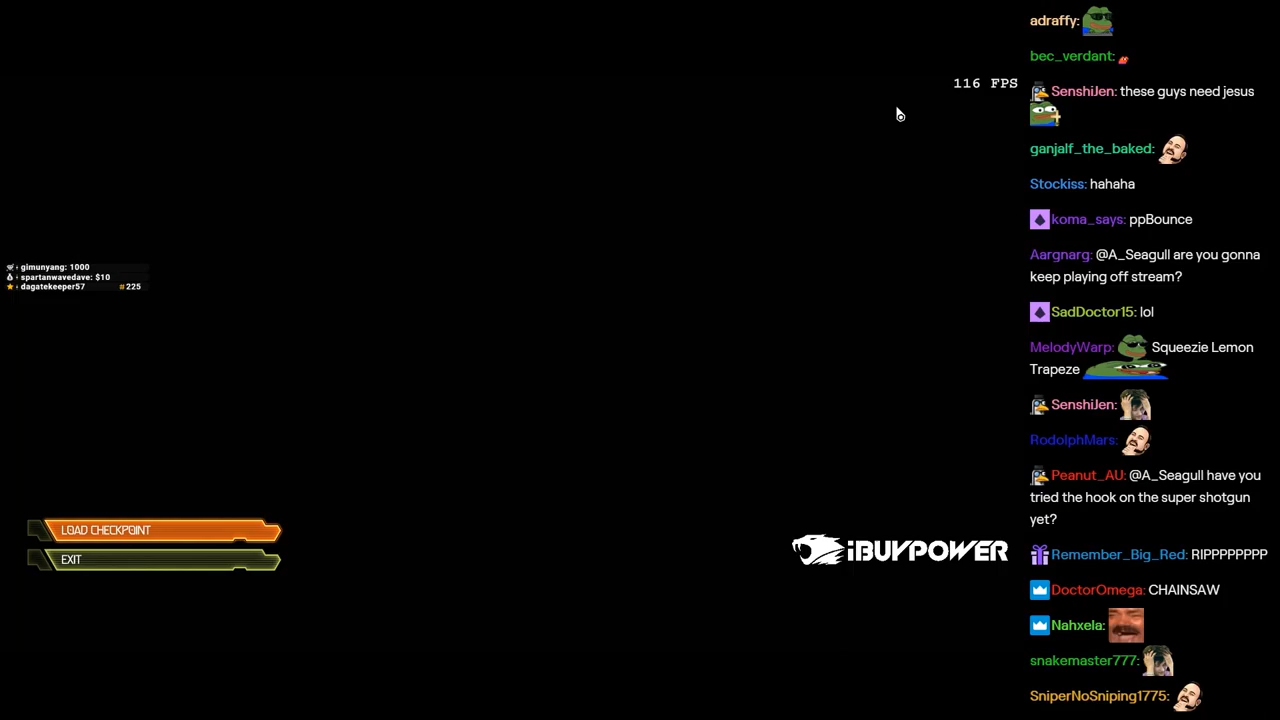 adraffy:
bec_verdant:
116 FPS
SenshiJen: these guys need jesus
ganjalf_the_baked:
Stockiss: hahaha
koma_says: ppBounce
Aargnarg: @A_Seagull are you gonna
keep playing off stream?
gimunyang: 1000
spartanwavedave: $10
dagatekeeper57 #225
SadDoctor15: lol
MelodyWarp: Squeezie Lemon
Trapeze
SenshiJen:
RodolphMars:
Peanut_AU: @A_Seagull have you
tried the hook on the super shotgun
yet?
LOAD CHECKPOINT
EXIT
iBUYPOWER
Remember_Big_Red: RIPPPPPPPP
DoctorOmega: CHAINSAW
Nahxela:
snakemaster777:
SniperNoSniping1775: